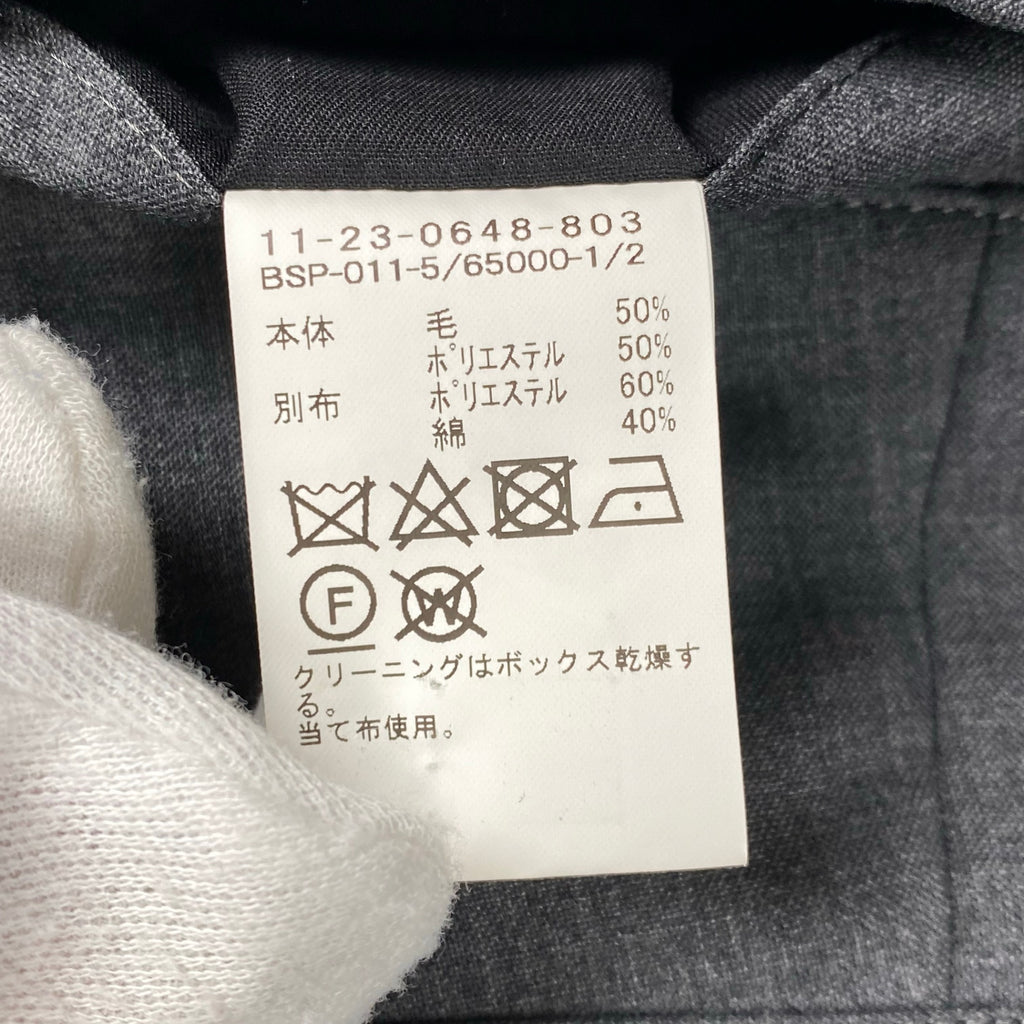 11-23-0648-803
BSP-011-5/65000-1/2
本体 毛 50%
ポリエステル 50%
別布 ポリエステル 60%
綿 40%
F W
クリーニングはボックス乾燥す
る。
当て布使用。